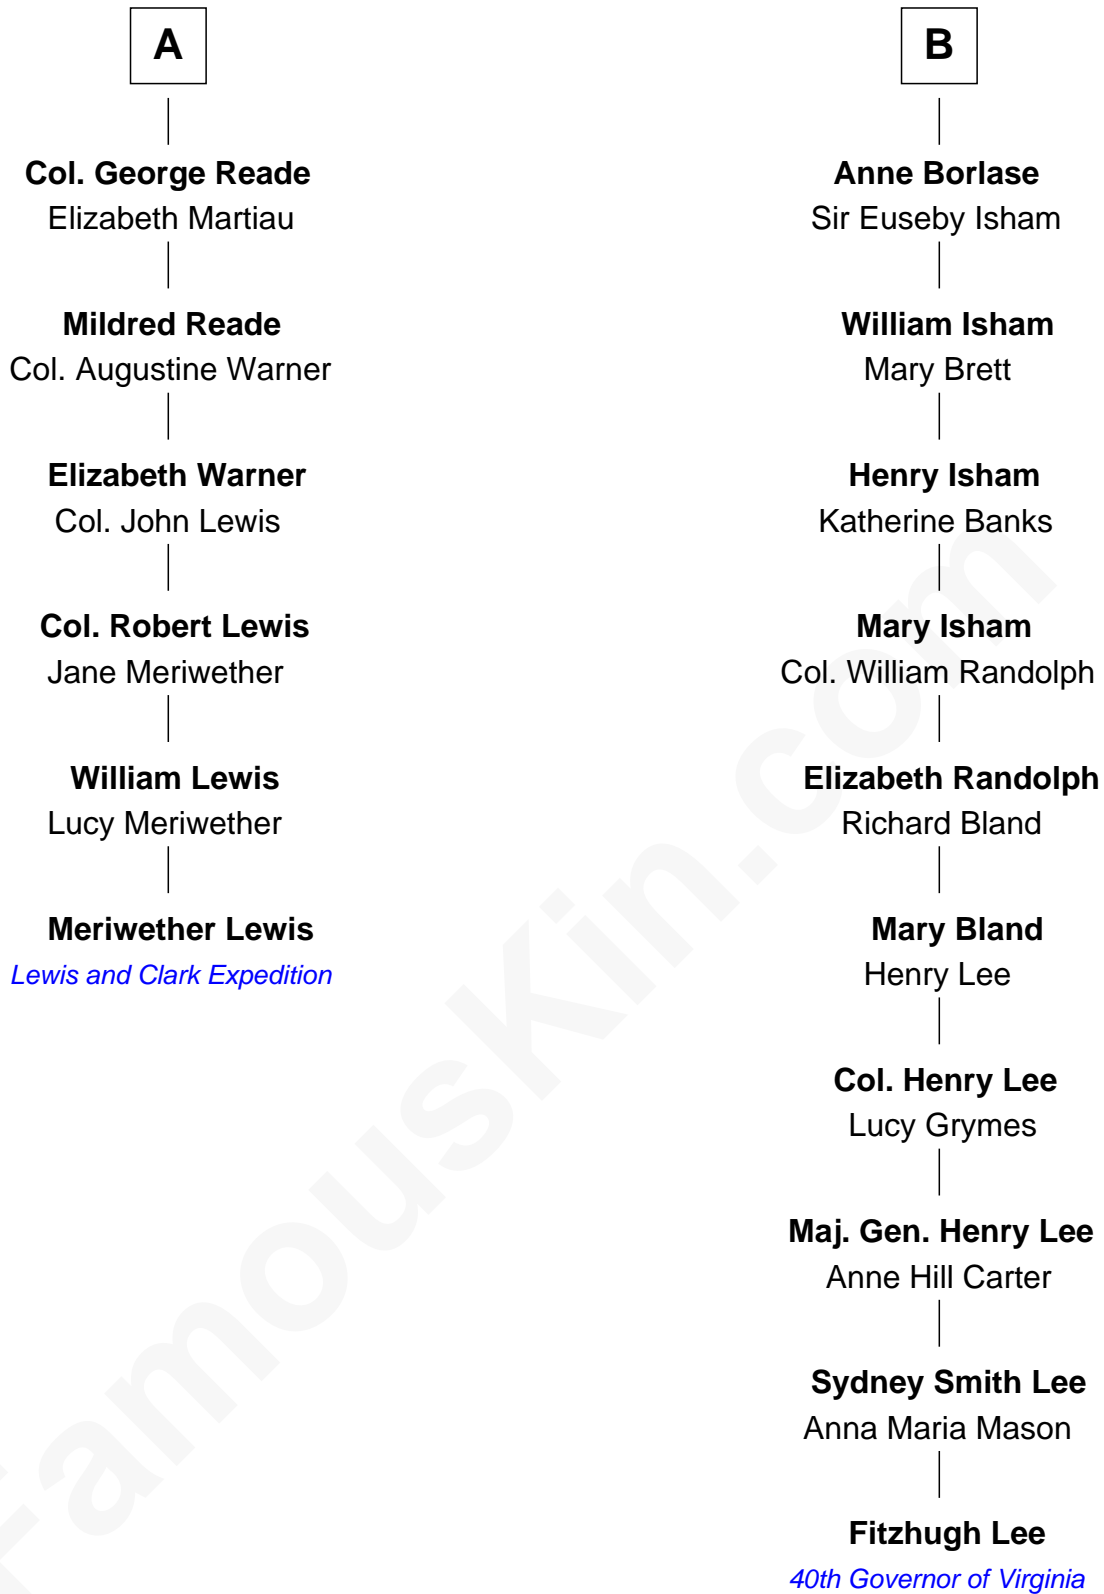 A
Col. George Reade
Elizabeth Martiau
Mildred Reade
Col. Augustine Warner
Elizabeth Warner
Col. John Lewis
Col. Robert Lewis
Jane Meriwether
William Lewis
Lucy Meriwether
Meriwether Lewis
Lewis and Clark Expedition
B
Anne Borlase
Sir Euseby Isham
William Isham
Mary Brett
Henry Isham
Katherine Banks
Mary Isham
Col. William Randolph
Elizabeth Randolph
Richard Bland
Mary Bland
Henry Lee
Col. Henry Lee
Lucy Grymes
Maj. Gen. Henry Lee
Anne Hill Carter
Sydney Smith Lee
Anna Maria Mason
Fitzhugh Lee
40th Governor of Virginia
FamousKin.com